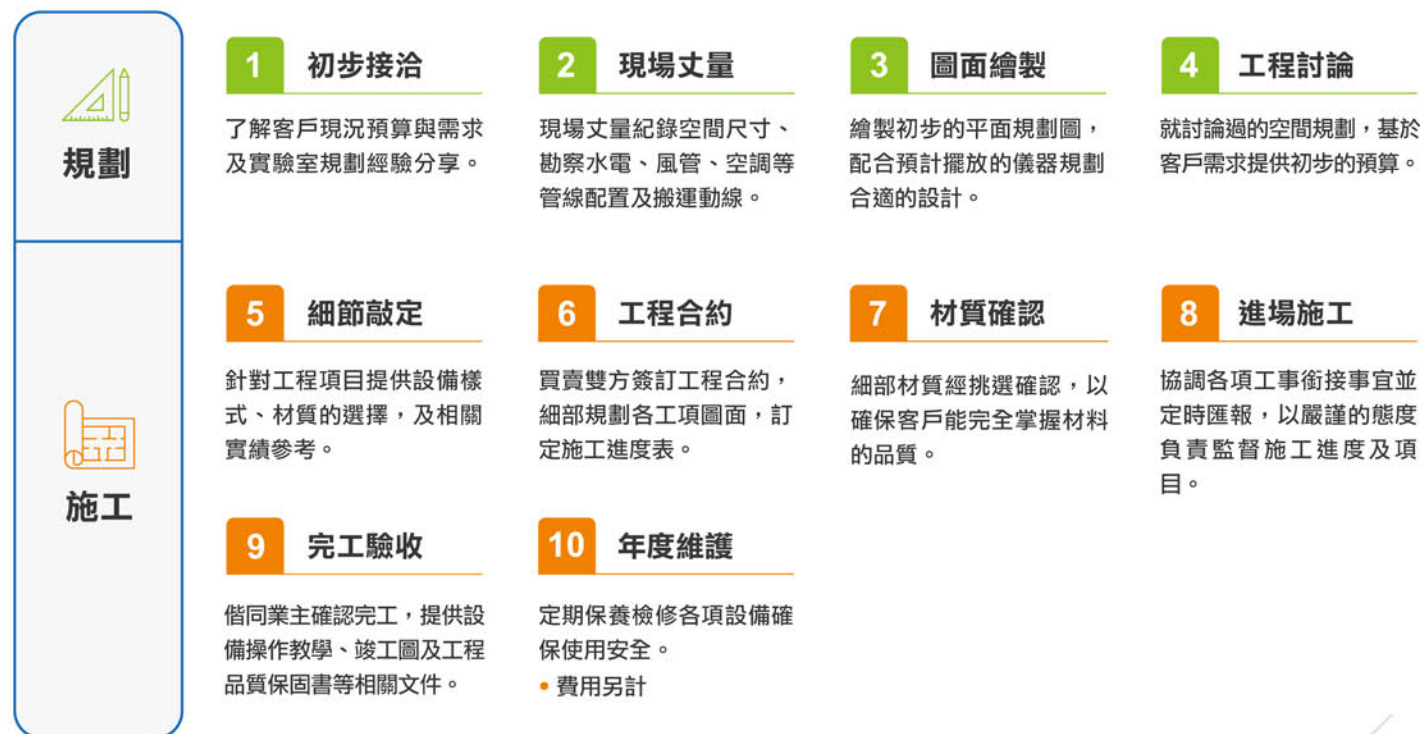 規劃
1 初步接洽
了解客戶現況預算與需求
及實驗室規劃經驗分享。
2 現場丈量
現場丈量紀錄空間尺寸、
勘察水電、風管、空調等
管線配置及搬運動線。
3 圖面繪製
繪製初步的平面規劃圖，
配合預計擺放的儀器規劃
合適的設計。
4 工程討論
就討論過的空間規劃，基於
客戶需求提供初步的預算。
施工
5 細節敲定
針對工程項目提供設備樣
式、材質的選擇，及相關
實績參考。
6 工程合約
買賣雙方簽訂工程合約，
細部規劃各工項圖面，訂
定施工進度表。
7 材質確認
細部材質經挑選確認，以
確保客戶能完全掌握材料
的品質。
8 進場施工
協調各項工事銜接事宜並
定時匯報，以嚴謹的態度
負責監督施工進度及項
目。
9 完工驗收
偕同業主確認完工，提供設
備操作教學、竣工圖及工程
品質保固書等相關文件。
10 年度維護
定期保養檢修各項設備確
保使用安全。
• 費用另計